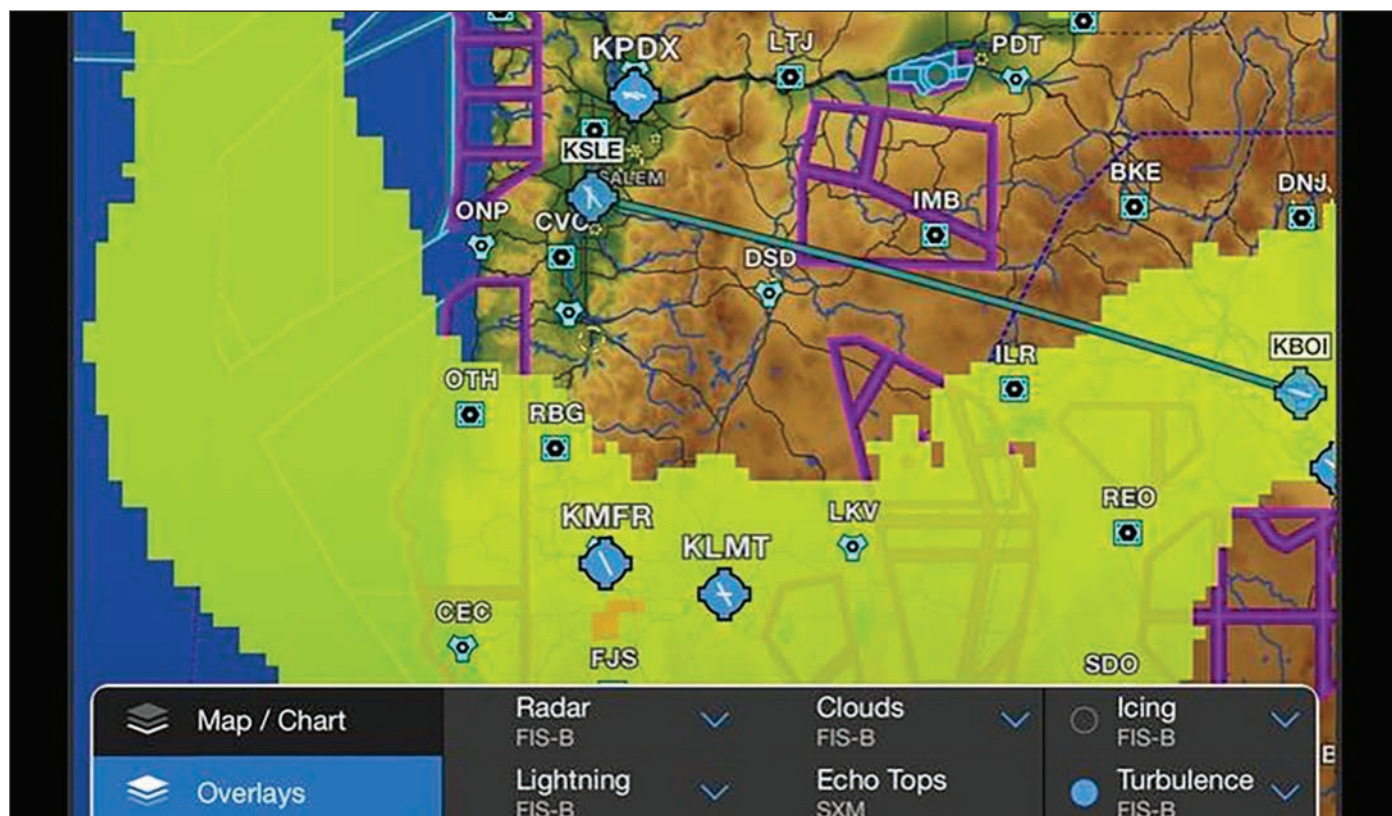 KPDX
LTJ
PDT
KSLE
SALEM
BKE
DNJ
ONP
CVO
IMB
DSD
KBOI
ILR
OTH
RBG
REO
KMFR
LKV
KLMT
CEC
FJS
SDO
Map / Chart
Radar
FIS-B
Clouds
FIS-B
Icing
FIS-B
B
Overlays
Lightning
FIS-B
Echo Tops
SXM
Turbulence
FIS-B